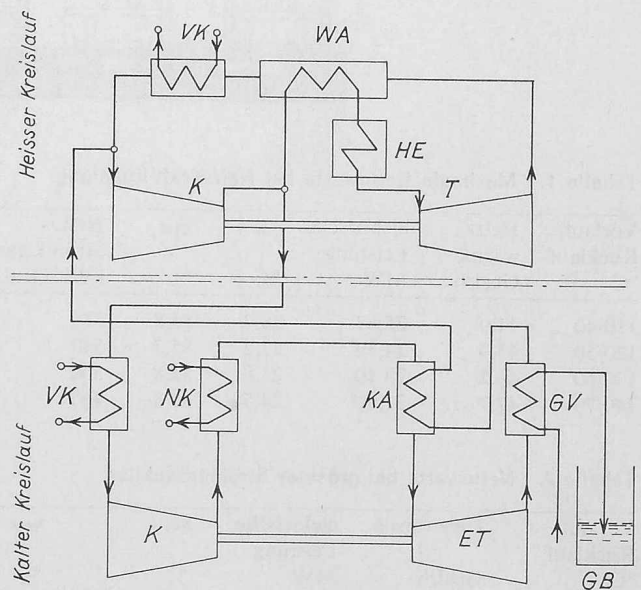 Heisser Kreislauf
VK
WA
HE
K
T
VK
NK
KA
GV
Kalter Kreislauf
K
ET
GB